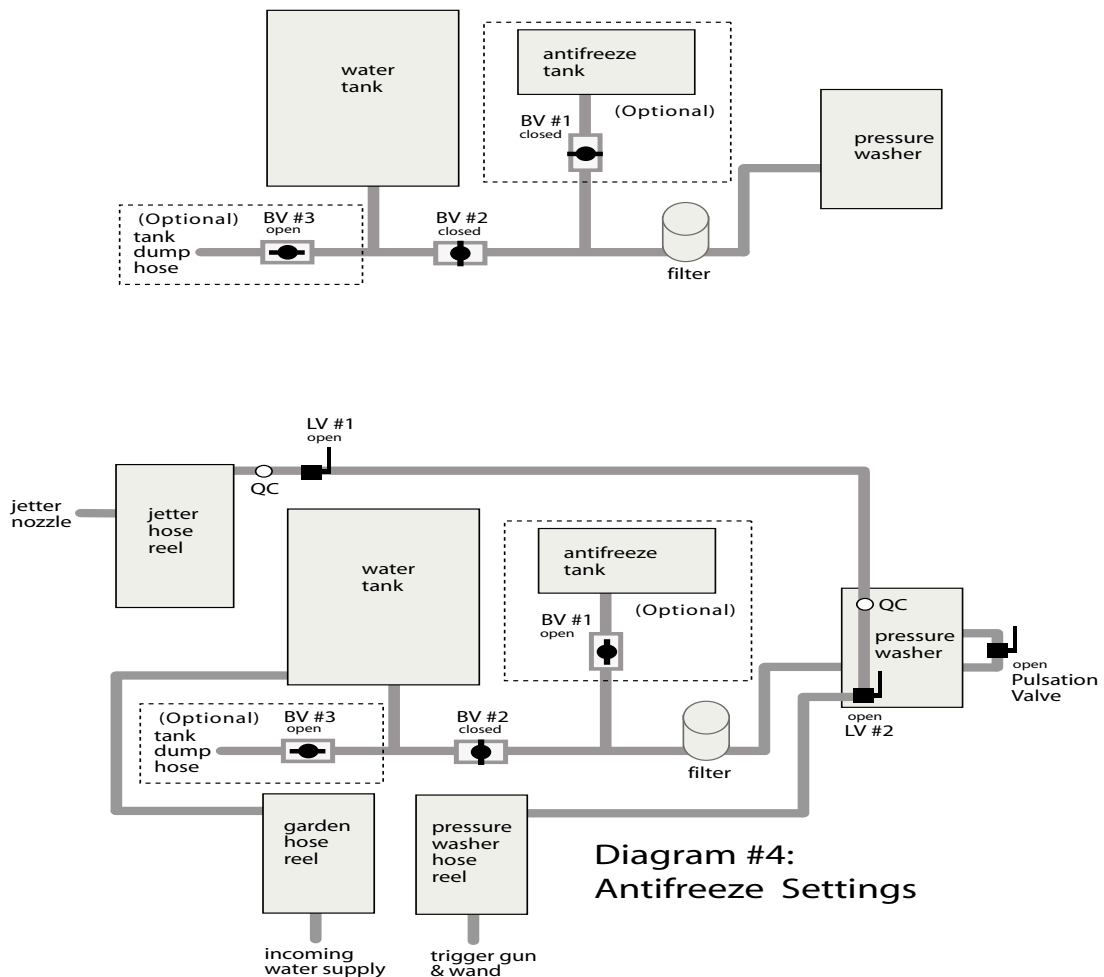 water
tank
antifreeze
tank
(Optional)
BV #1
closed
pressure
washer
(Optional)
tank
dump
hose
BV #3
open
BV #2
closed
filter
LV #1
open
QC
jetter
nozzle
jetter
hose
reel
water
tank
antifreeze
tank
(Optional)
BV #1
open
QC
pressure
washer
open
Pulsation
Valve
open
LV #2
(Optional)
tank
dump
hose
BV #3
open
BV #2
closed
filter
garden
hose
reel
pressure
washer
hose
reel
Diagram #4:
Antifreeze Settings
incoming
water supply
trigger gun
& wand